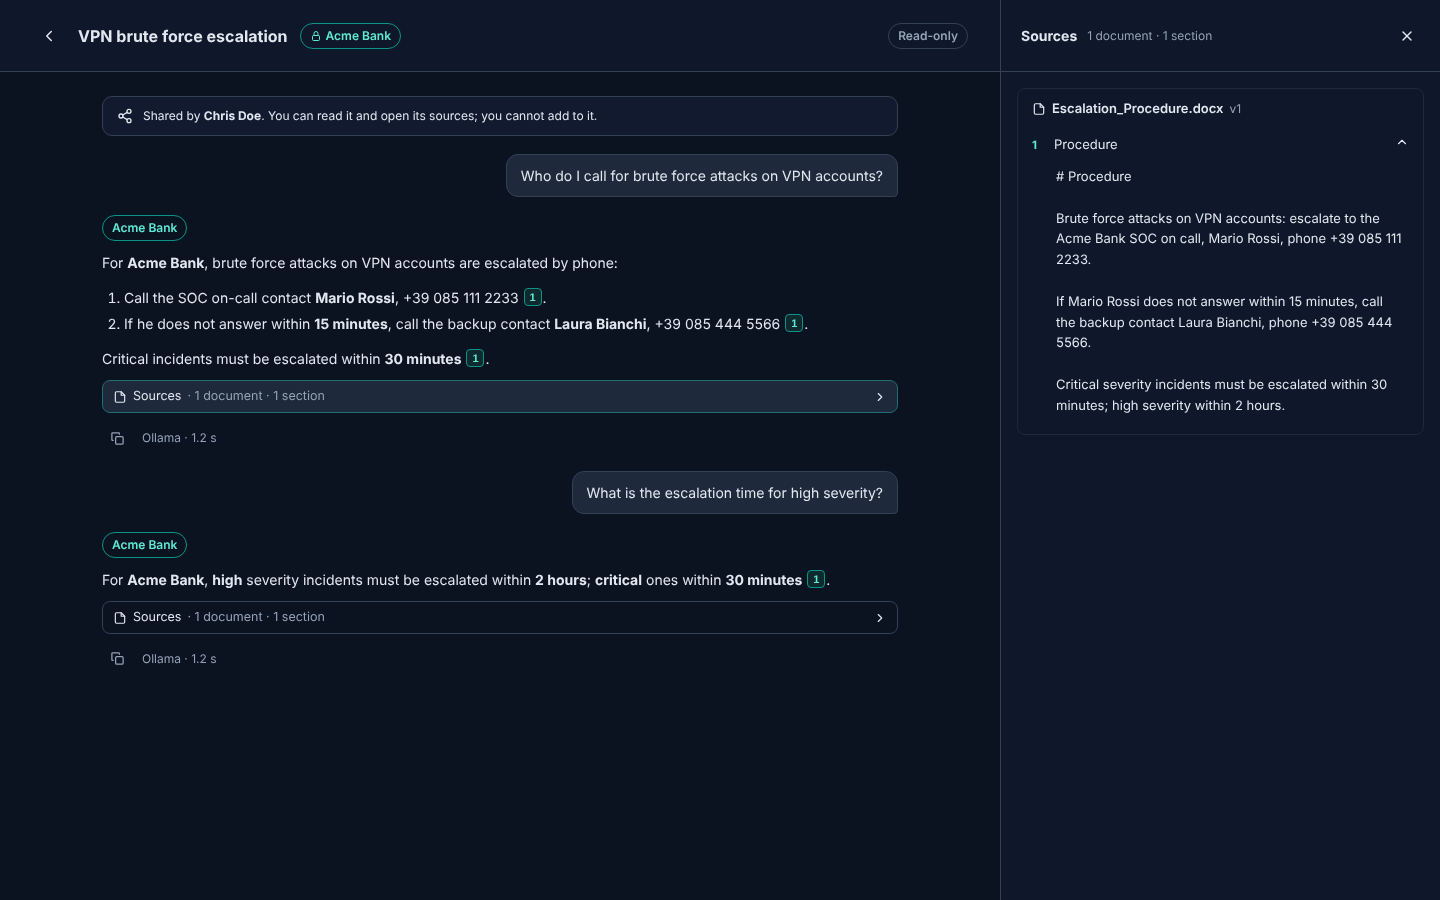 VPN brute force escalation
Acme Bank
Read-only
Shared by Chris Doe. You can read it and open its sources; you cannot add to it.
Who do I call for brute force attacks on VPN accounts?
Acme Bank
For Acme Bank, brute force attacks on VPN accounts are escalated by phone:
1. Call the SOC on-call contact Mario Rossi, +39 085 111 2233 1.
2. If he does not answer within 15 minutes, call the backup contact Laura Bianchi, +39 085 444 5566 1.
Critical incidents must be escalated within 30 minutes 1.
Sources · 1 document · 1 section
Ollama · 1.2 s
What is the escalation time for high severity?
Acme Bank
For Acme Bank, high severity incidents must be escalated within 2 hours; critical ones within 30 minutes 1.
Sources · 1 document · 1 section
Ollama · 1.2 s
Sources 1 document · 1 section
Escalation_Procedure.docx v1
1 Procedure
# Procedure
Brute force attacks on VPN accounts: escalate to the
Acme Bank SOC on call, Mario Rossi, phone +39 085 111
2233.
If Mario Rossi does not answer within 15 minutes, call
the backup contact Laura Bianchi, phone +39 085 444
5566.
Critical severity incidents must be escalated within 30
minutes; high severity within 2 hours.